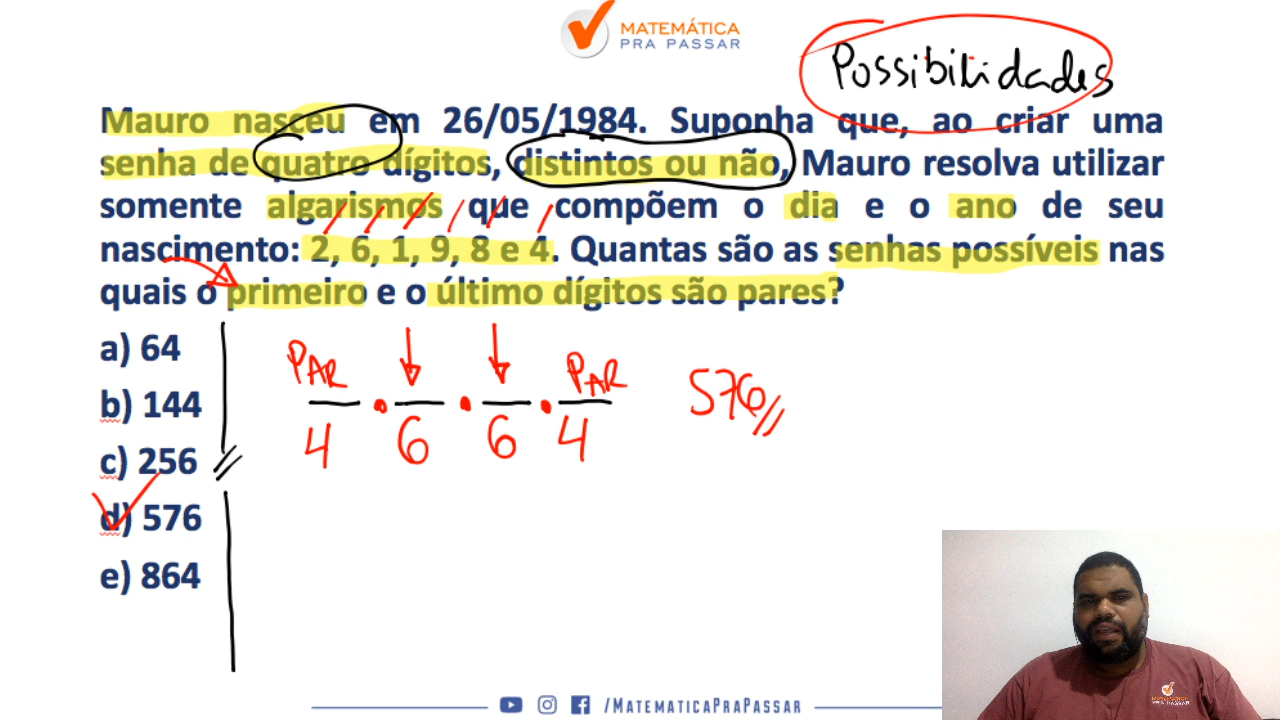 MATEMÁTICA
PRA PASSAR
Possibilidades
Mauro nasceu em 26/05/1984. Suponha que, ao criar uma
senha de quatro dígitos, distintos ou não, Mauro resolva utilizar
somente algarismos que compõem o dia e o ano de seu
nascimento: 2, 6, 1, 9, 8 e 4. Quantas são as senhas possíveis nas
quais o primeiro e o último dígitos são pares?
a) 64
b) 144
c) 256
d) 576
e) 864
PAR PAR
4 · 6 · 6 · 4 576
MATEMÁTICA
PRA PASSAR
/MatematicaPraPassar